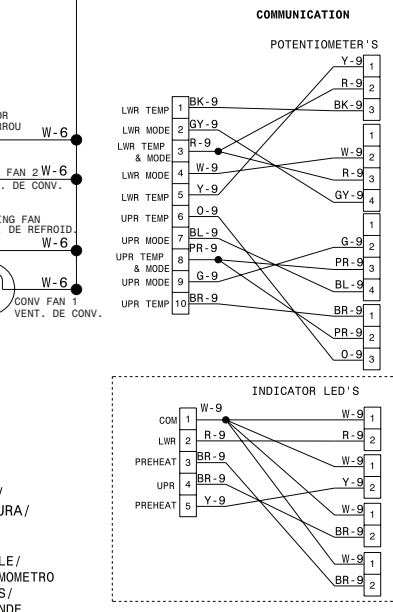 COMMUNICATION
POTENTIOMETER'S
LWR TEMP 1 BK-9
LWR MODE 2 GY-9
LWR TEMP & MODE 3 R-9
LWR MODE 4 W-9
LWR TEMP 5 Y-9
UPR TEMP 6 O-9
UPR MODE 7 BL-9
UPR TEMP & MODE 8 PR-9
UPR MODE 9 G-9
UPR TEMP 10 BR-9
Y-9 1
R-9 2
BK-9 3
1
W-9 2
R-9 3
GY-9 4
1
G-9 2
PR-9 3
BL-9 4
BR-9 1
PR-9 2
O-9 3
OR
RROU
W-6
FAN 2 W-6
. DE CONV.
ING FAN
DE REFROID.
W-6
W-6
CONV FAN 1
VENT. DE CONV.
INDICATOR LED'S
COM 1 W-9
LWR 2 R-9
PREHEAT 3 BR-9
UPR 4 BR-9
PREHEAT 5 Y-9
W-9 1
R-9 2
W-9 1
Y-9 2
W-9 1
BR-9 2
W-9 1
BR-9 2
/
URA/
LE/
MOMETRO
S/
NDE